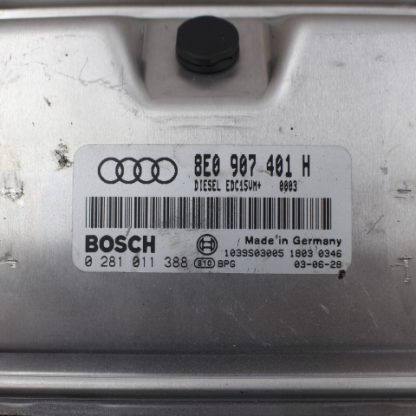 8E0 907 401 H
DIESEL EDC15VM+ 0003
BOSCH Made in Germany
1039S03005 1803 0346
0 281 011 388 810 BPG 03-06-28